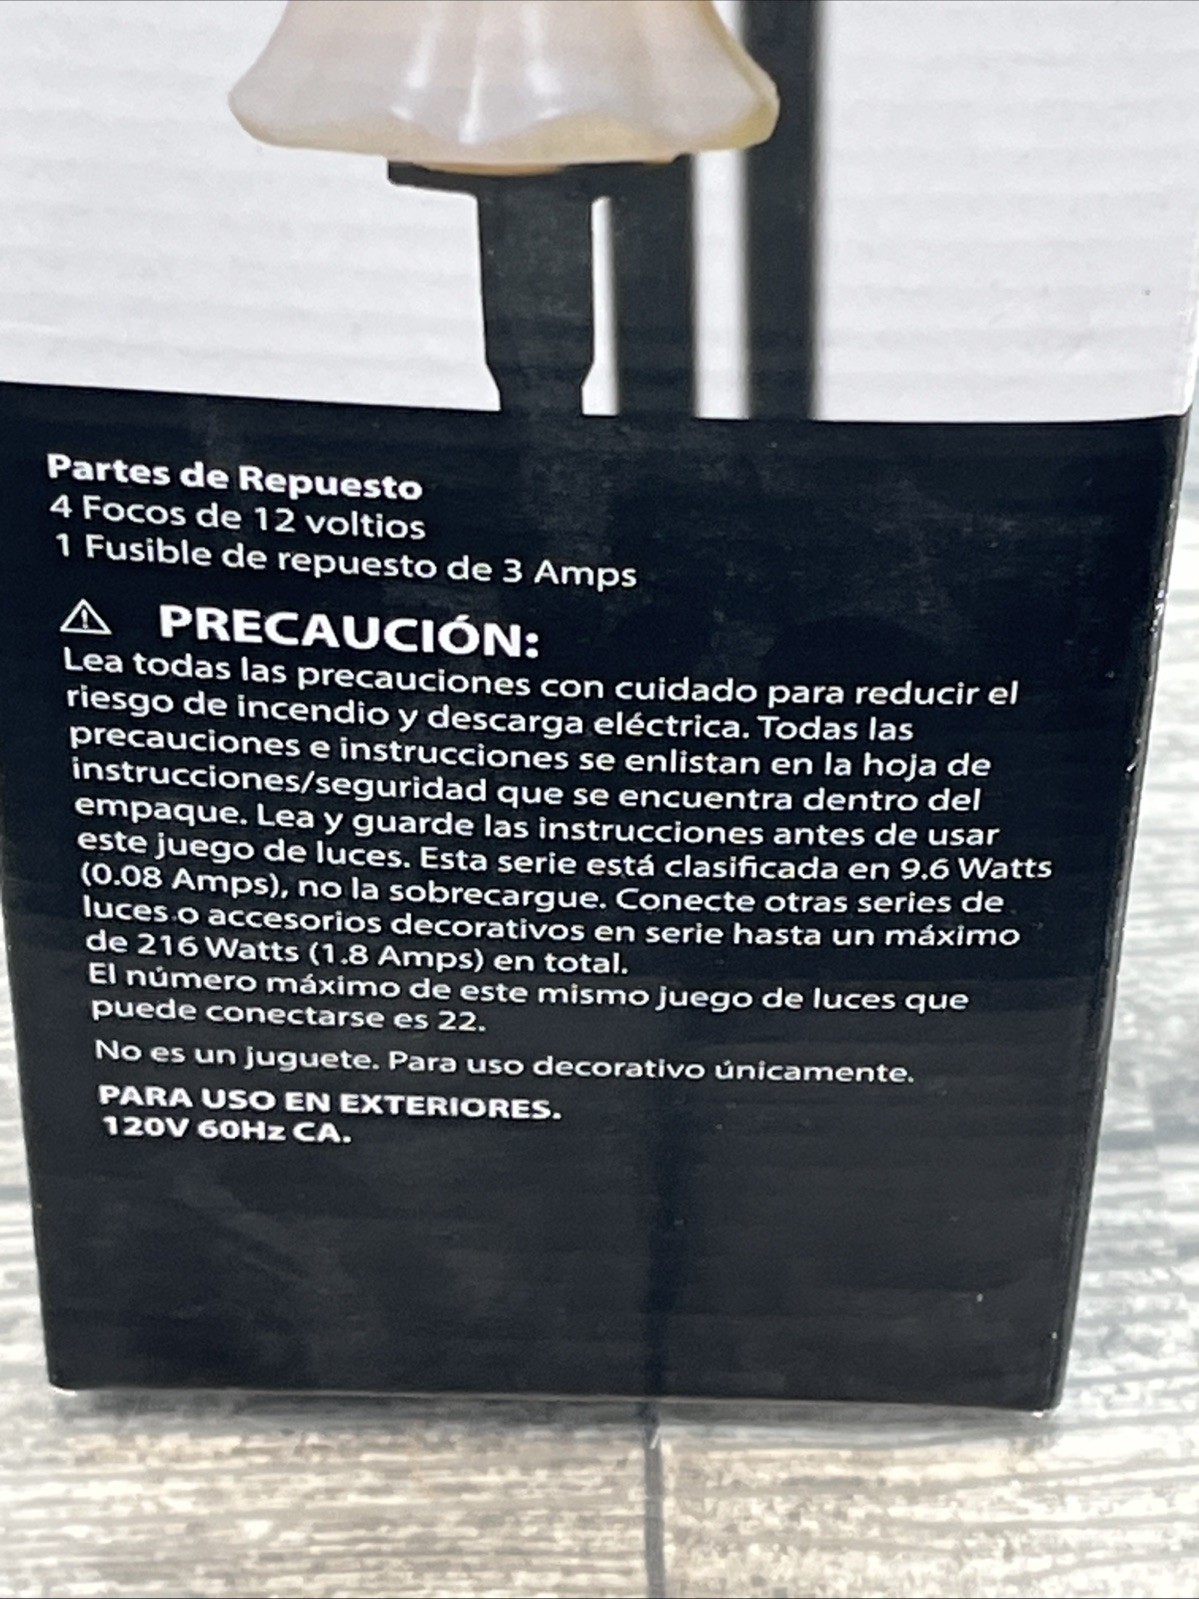 Partes de Repuesto
4 Focos de 12 voltios
1 Fusible de repuesto de 3 Amps
⚠ PRECAUCIÓN:
Lea todas las precauciones con cuidado para reducir el
riesgo de incendio y descarga eléctrica. Todas las
precauciones e instrucciones se enlistan en la hoja de
instrucciones/seguridad que se encuentra dentro del
empaque. Lea y guarde las instrucciones antes de usar
este juego de luces. Esta serie está clasificada en 9.6 Watts
(0.08 Amps), no la sobrecargue. Conecte otras series de
luces o accesorios decorativos en serie hasta un máximo
de 216 Watts (1.8 Amps) en total.
El número máximo de este mismo juego de luces que
puede conectarse es 22.
No es un juguete. Para uso decorativo únicamente.
PARA USO EN EXTERIORES.
120V 60Hz CA.